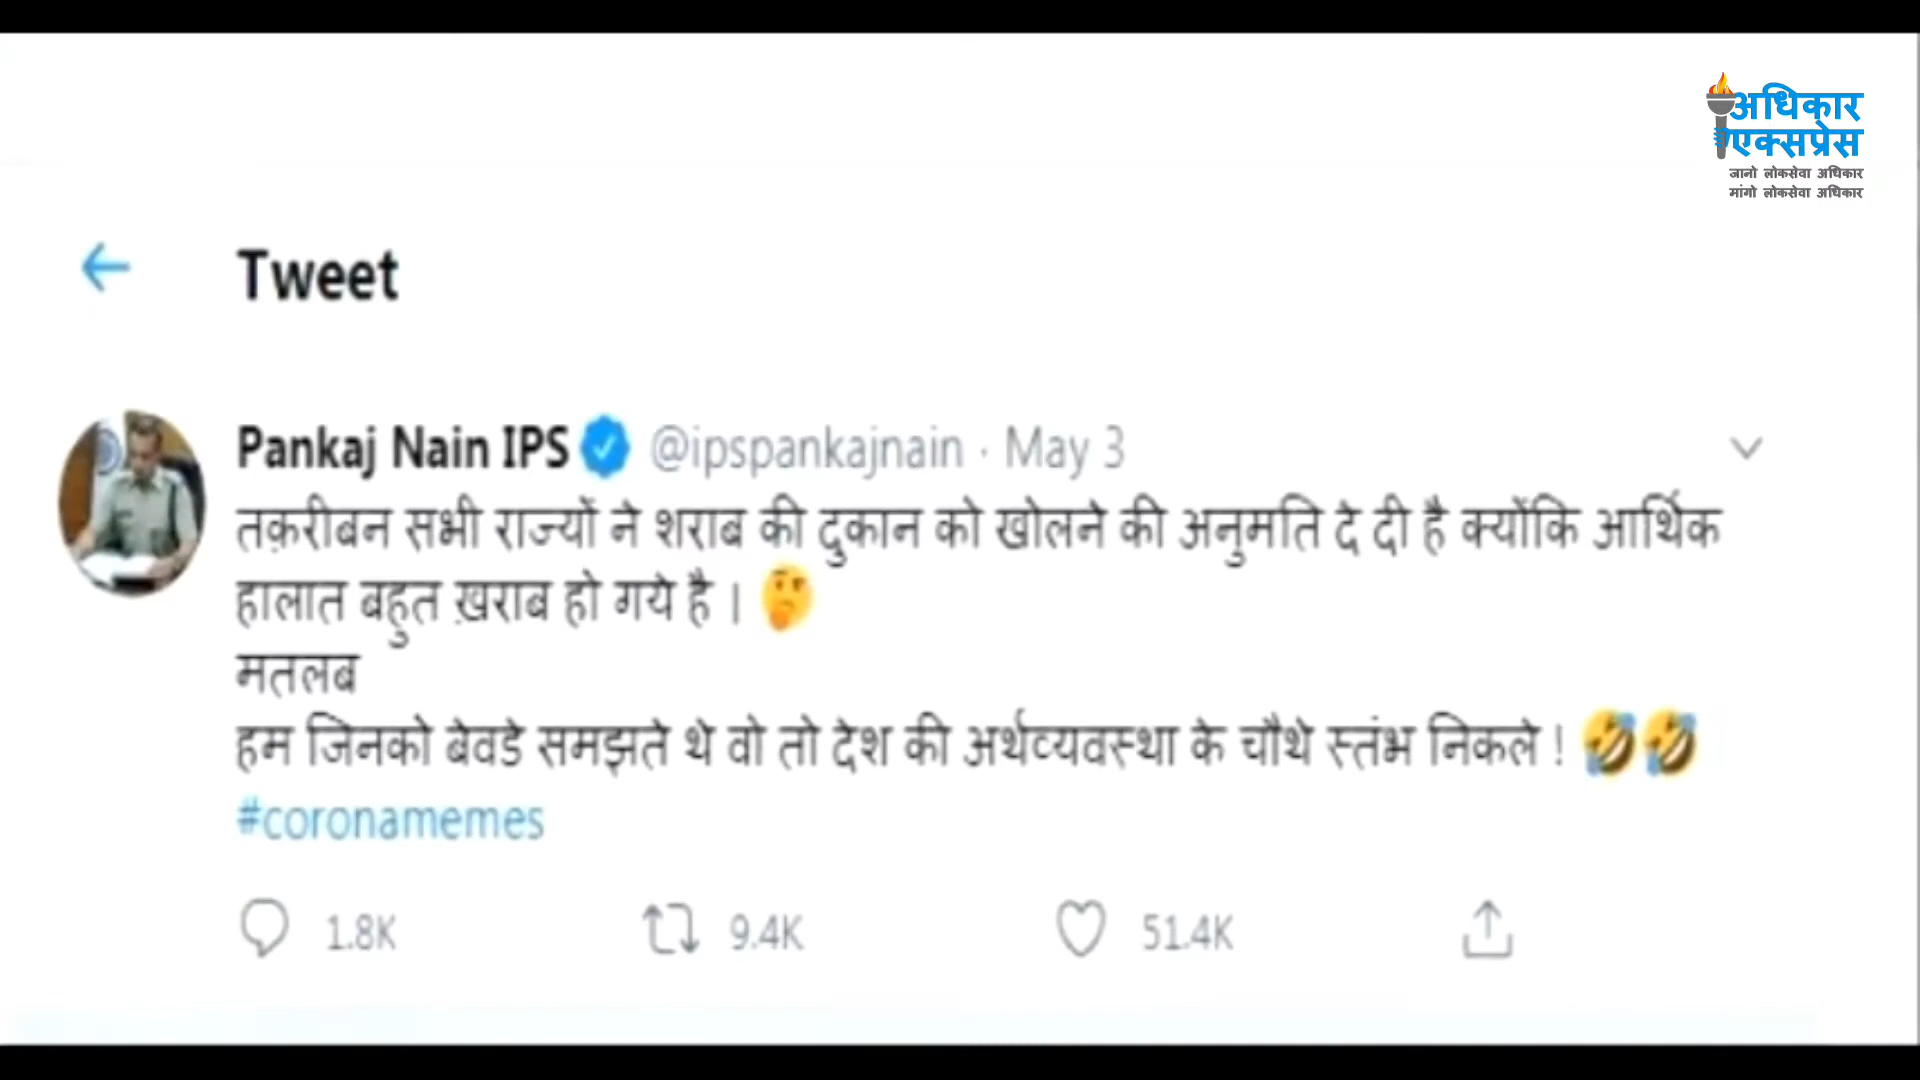 अधिकार
एक्सप्रेस
जानो लोकसेवा अधिकार
मांगो लोकसेवा अधिकार
Tweet
Pankaj Nain IPS @ipspankajnain · May 3
तक़रीबन सभी राज्यों ने शराब की दुकान को खोलने की अनुमति दे दी है क्योंकि आर्थिक
हालात बहुत ख़राब हो गये है । 🤔
मतलब
हम जिनको बेवडे समझते थे वो तो देश की अर्थव्यवस्था के चौथे स्तंभ निकले ! 🤣🤣
#coronamemes
1.8K 9.4K 51.4K